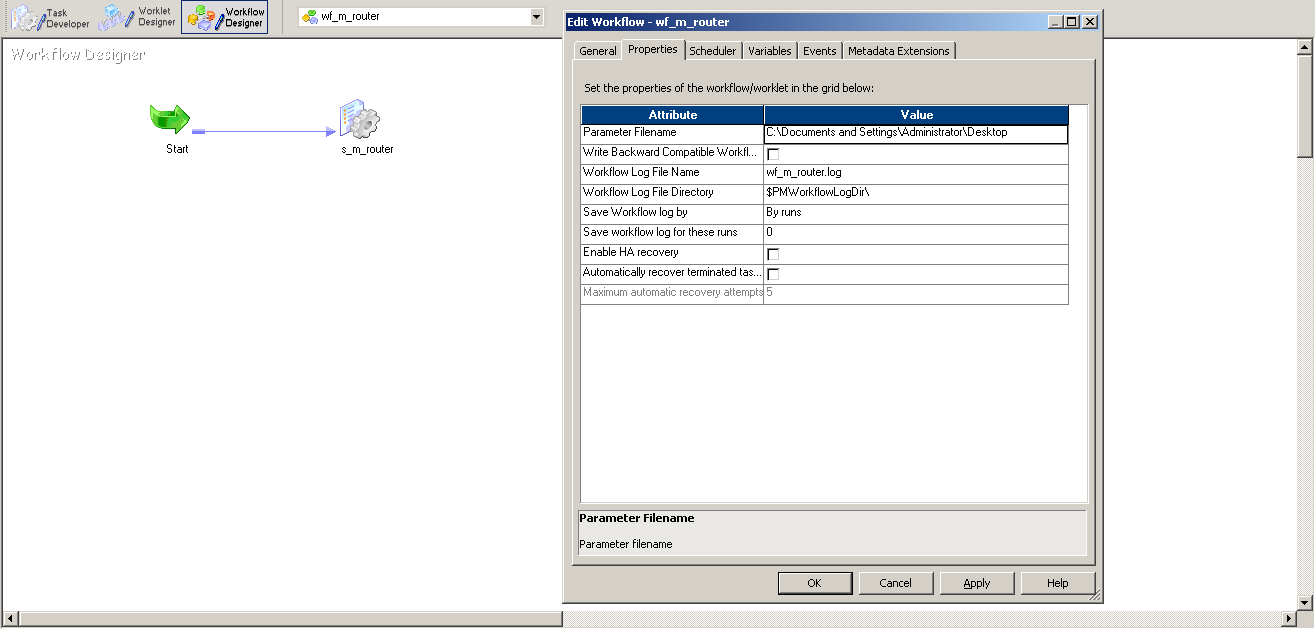 Task
Developer
Worklet
Designer
Workflow
Designer
wf_m_router
Workflow Designer
Start
s_m_router
Edit Workflow - wf_m_router
General Properties Scheduler Variables Events Metadata Extensions
Set the properties of the workflow/worklet in the grid below:
Attribute Value
Parameter Filename C:\Documents and Settings\Administrator\Desktop
Write Backward Compatible Workfl...
Workflow Log File Name wf_m_router.log
Workflow Log File Directory $PMWorkflowLogDir\
Save Workflow log by By runs
Save workflow log for these runs 0
Enable HA recovery
Automatically recover terminated tas...
Maximum automatic recovery attempts 5
Parameter Filename
Parameter filename
OK Cancel Apply Help